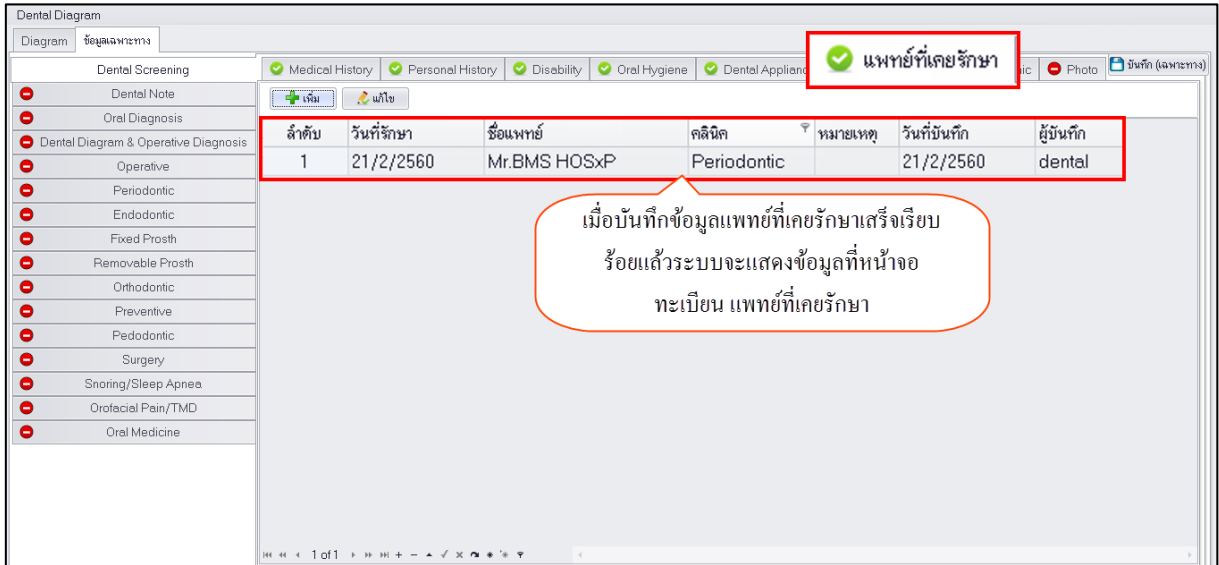 Dental Diagram
Diagram ข้อมูลเฉพาะทาง
Dental Screening
Medical History Personal History Disability Oral Hygiene Dental Applianc แพทย์ที่เคยรักษา ic Photo บันทึก (เฉพาะทาง)
Dental Note
Oral Diagnosis
Dental Diagram & Operative Diagnosis
Operative
Periodontic
Endodontic
Fixed Prosth
Removable Prosth
Orthodontic
Preventive
Pedodontic
Surgery
Snoring/Sleep Apnea
Orofacial Pain/TMD
Oral Medicine
เพิ่ม แก้ไข
ลำดับ วันที่รักษา ชื่อแพทย์ คลินิค หมายเหตุ วันที่บันทึก ผู้บันทึก
1 21/2/2560 Mr.BMS HOSxP Periodontic 21/2/2560 dental
เมื่อบันทึกข้อมูลแพทย์ที่เคยรักษาเสร็จเรียบ
ร้อยแล้วระบบจะแสดงข้อมูลที่หน้าจอ
ทะเบียน แพทย์ที่เคยรักษา
1 of 1